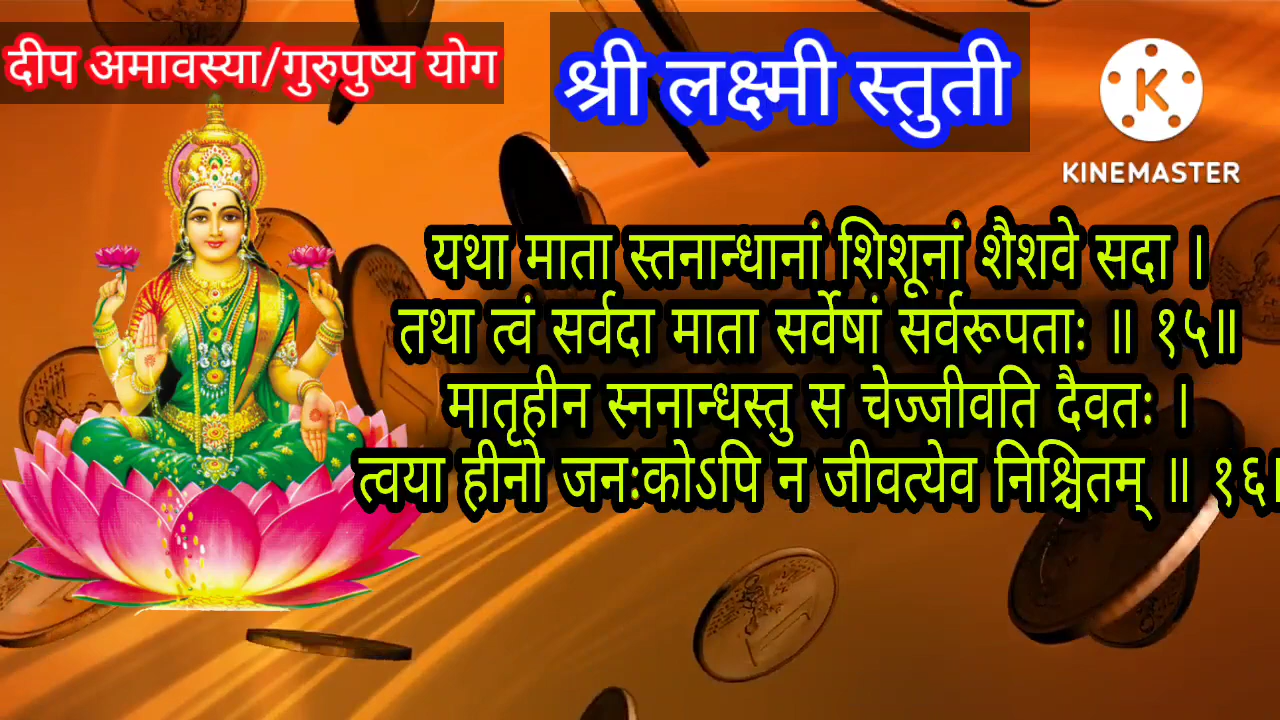 दीप अमावस्या/गुरुपुष्य योग
श्री लक्ष्मी स्तुती
K
KINEMASTER
यथा माता स्तनान्धानां शिशूनां शैशवे सदा ।
तथा त्वं सर्वदा माता सर्वेषां सर्वरूपताः ॥ १५॥
मातृहीन स्ननान्धस्तु स चेज्जीवति दैवतः ।
त्वया हीनो जन:कोऽपि न जीवत्येव निश्चितम् ॥ १६।